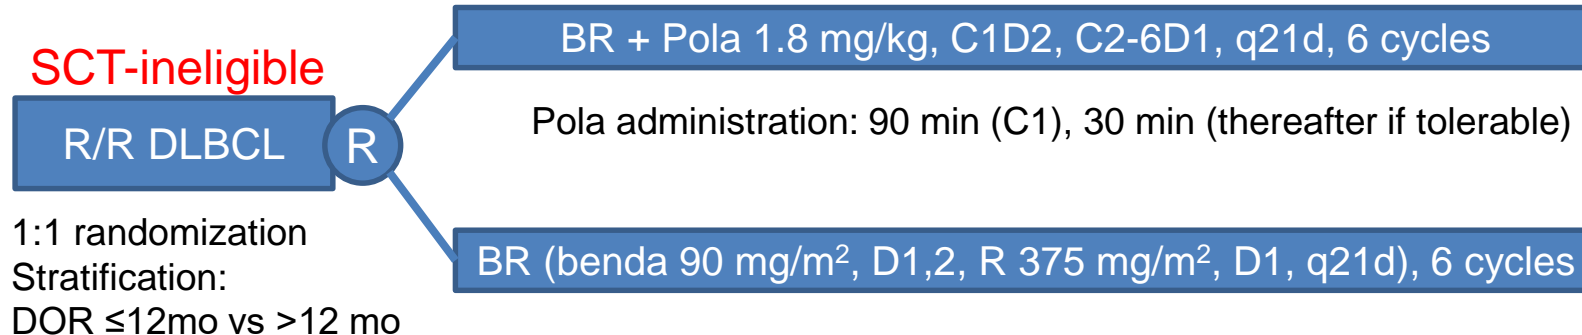 SCT-ineligible
R/R DLBCL
R
1:1 randomization
Stratification:
DOR ≤12mo vs >12 mo
BR + Pola 1.8 mg/kg, C1D2, C2-6D1, q21d, 6 cycles
Pola administration: 90 min (C1), 30 min (thereafter if tolerable)
BR (benda 90 mg/m², D1,2, R 375 mg/m², D1, q21d), 6 cycles